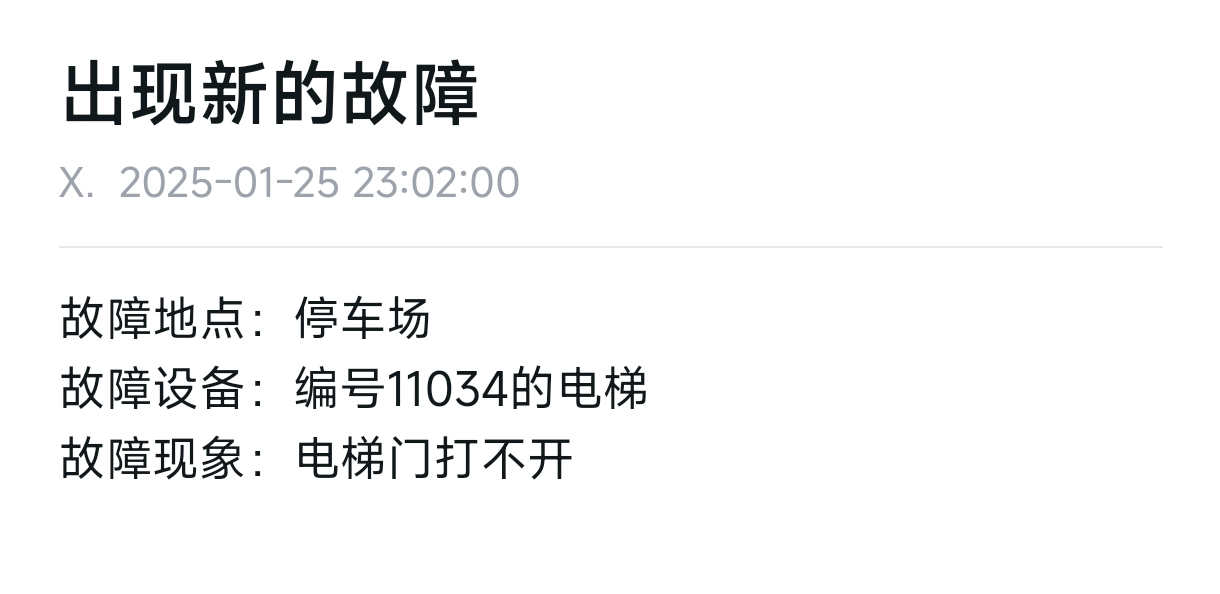 出现新的故障
X. 2025-01-25 23:02:00
故障地点：停车场
故障设备：编号11034的电梯
故障现象：电梯门打不开